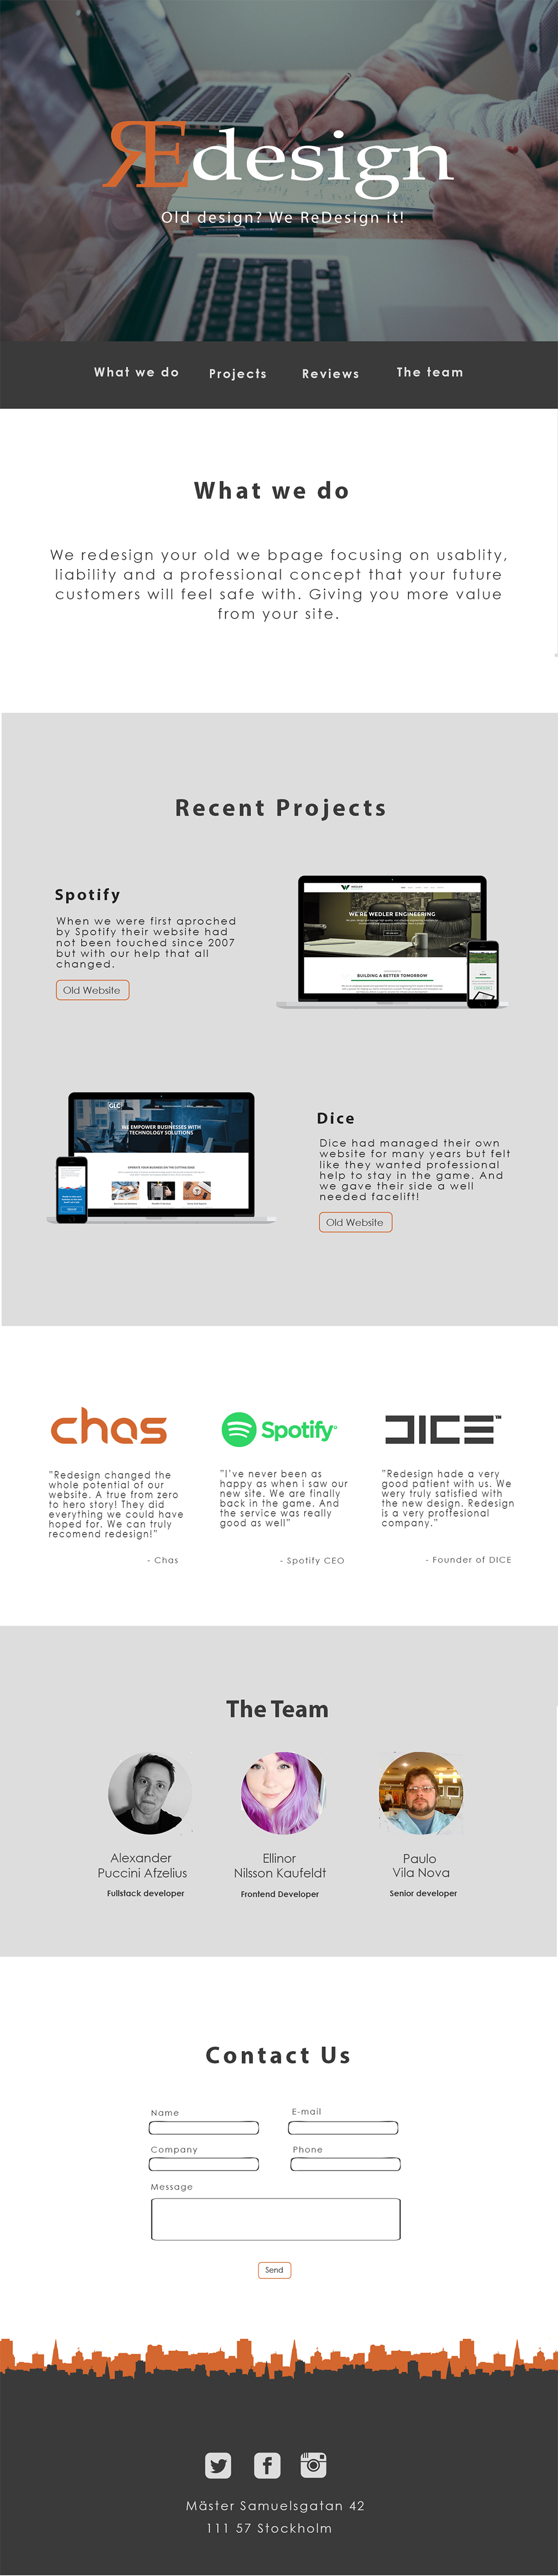 REdesign
Old design? We ReDesign it!
What we do Projects Reviews The team
What we do
We redesign your old we bpage focusing on usablity,
liability and a professional concept that your future
customers will feel safe with. Giving you more value
from your site.
Recent Projects
Spotify
When we were first aproched
by Spotify their website had
not been touched since 2007
but with our help that all
changed.
Old Website
WE'RE WEDLER ENGINEERING
BUILDING A BETTER TOMORROW
GLC
WE EMPOWER BUSINESSES WITH
TECHNOLOGY SOLUTIONS
Dice
Dice had managed their own
website for many years but felt
like they wanted professional
help to stay in the game. And
we gave their side a well
needed facelift!
Old Website
chas
"Redesign changed the
whole potential of our
website. A true from zero
to hero story! They did
everything we could have
hoped for. We can truly
recomend redesign!"
- Chas
Spotify
"I've never been as
happy as when i saw our
new site. We are finally
back in the game. And
the service was really
good as well"
- Spotify CEO
DICE™
"Redesign hade a very
good patient with us. We
wery truly satisfied with
the new design. Redesign
is a very proffesional
company."
- Founder of DICE
The Team
Alexander
Puccini Afzelius
Fullstack developer
Ellinor
Nilsson Kaufeldt
Frontend Developer
Paulo
Vila Nova
Senior developer
Contact Us
Name E-mail
Company Phone
Message
Send
Mäster Samuelsgatan 42
111 57 Stockholm